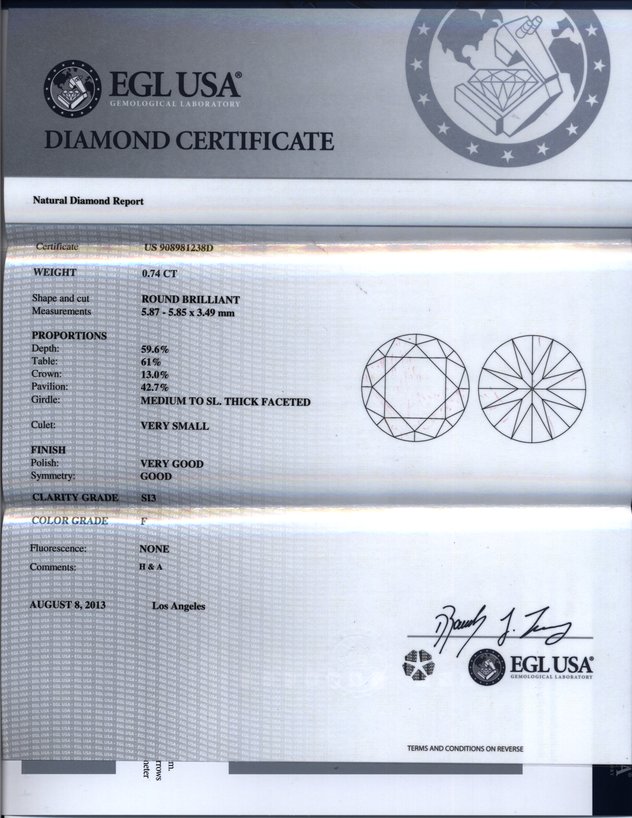 EGL USA®
GEMOLOGICAL LABORATORY
DIAMOND CERTIFICATE
Natural Diamond Report
Certificate US 908981238D
WEIGHT 0.74 CT
Shape and cut ROUND BRILLIANT
Measurements 5.87 - 5.85 x 3.49 mm
PROPORTIONS
Depth: 59.6%
Table: 61%
Crown: 13.0%
Pavilion: 42.7%
Girdle: MEDIUM TO SL. THICK FACETED
Culet: VERY SMALL
FINISH
Polish: VERY GOOD
Symmetry: GOOD
CLARITY GRADE SI3
COLOR GRADE F
Fluorescence: NONE
Comments: H & A
AUGUST 8, 2013 Los Angeles
EGL USA®
GEMOLOGICAL LABORATORY
TERMS AND CONDITIONS ON REVERSE